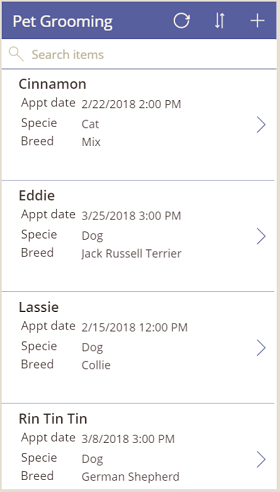 Pet Grooming
Search items
Cinnamon
Appt date 2/22/2018 2:00 PM
Specie Cat
Breed Mix
Eddie
Appt date 3/25/2018 3:00 PM
Specie Dog
Breed Jack Russell Terrier
Lassie
Appt date 2/15/2018 12:00 PM
Specie Dog
Breed Collie
Rin Tin Tin
Appt date 3/8/2018 3:00 PM
Specie Dog
Breed German Shepherd